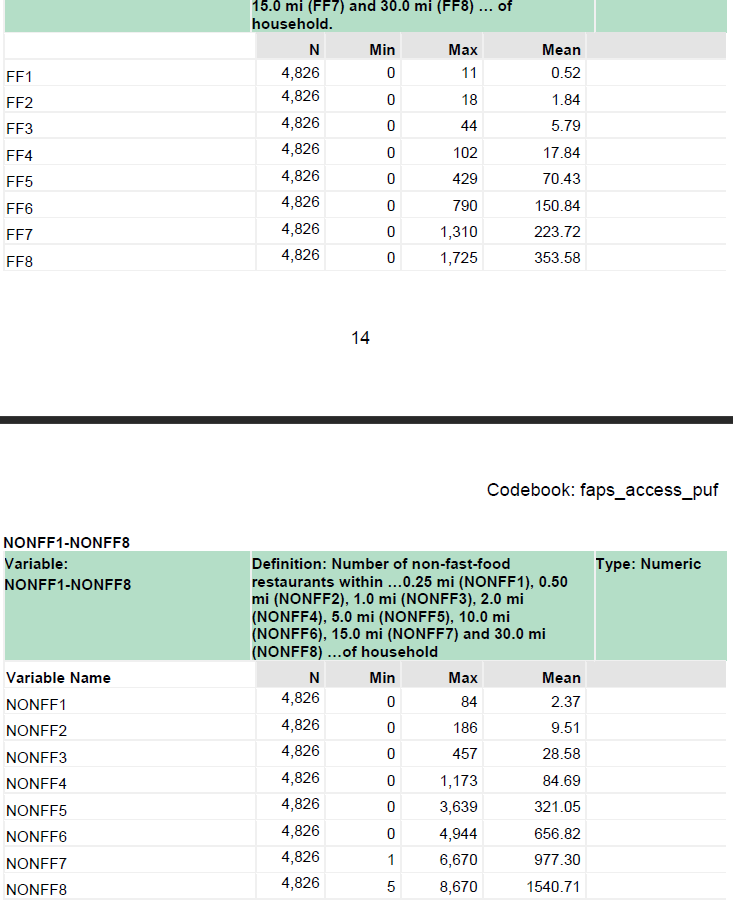 15.0 mi (FF7) and 30.0 mi (FF8) … of
household.
N Min Max Mean
FF1 4,826 0 11 0.52
FF2 4,826 0 18 1.84
FF3 4,826 0 44 5.79
FF4 4,826 0 102 17.84
FF5 4,826 0 429 70.43
FF6 4,826 0 790 150.84
FF7 4,826 0 1,310 223.72
FF8 4,826 0 1,725 353.58
14
Codebook: faps_access_puf
NONFF1-NONFF8
Variable:
NONFF1-NONFF8
Definition: Number of non-fast-food
restaurants within …0.25 mi (NONFF1), 0.50
mi (NONFF2), 1.0 mi (NONFF3), 2.0 mi
(NONFF4), 5.0 mi (NONFF5), 10.0 mi
(NONFF6), 15.0 mi (NONFF7) and 30.0 mi
(NONFF8) …of household
Type: Numeric
Variable Name N Min Max Mean
NONFF1 4,826 0 84 2.37
NONFF2 4,826 0 186 9.51
NONFF3 4,826 0 457 28.58
NONFF4 4,826 0 1,173 84.69
NONFF5 4,826 0 3,639 321.05
NONFF6 4,826 0 4,944 656.82
NONFF7 4,826 1 6,670 977.30
NONFF8 4,826 5 8,670 1540.71